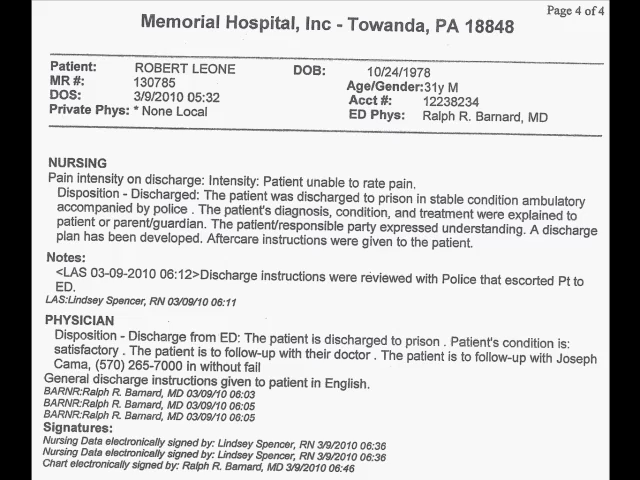 Page 4 of 4
Memorial Hospital, Inc - Towanda, PA 18848
Patient: ROBERT LEONE DOB: 10/24/1978
MR #: 130785 Age/Gender:31y M
DOS: 3/9/2010 05:32 Acct #: 12238234
Private Phys: * None Local ED Phys: Ralph R. Barnard, MD
NURSING
Pain intensity on discharge: Intensity: Patient unable to rate pain.
Disposition - Discharged: The patient was discharged to prison in stable condition ambulatory
accompanied by police . The patient's diagnosis, condition, and treatment were explained to
patient or parent/guardian. The patient/responsible party expressed understanding. A discharge
plan has been developed. Aftercare instructions were given to the patient.
Notes:
<LAS 03-09-2010 06:12>Discharge instructions were reviewed with Police that escorted Pt to
ED.
LAS:Lindsey Spencer, RN 03/09/10 06:11
PHYSICIAN
Disposition - Discharge from ED: The patient is discharged to prison . Patient's condition is:
satisfactory . The patient is to follow-up with their doctor . The patient is to follow-up with Joseph
Cama, (570) 265-7000 in without fail
General discharge instructions given to patient in English.
BARNR:Ralph R. Barnard, MD 03/09/10 06:03
BARNR:Ralph R. Barnard, MD 03/09/10 06:05
BARNR:Ralph R. Barnard, MD 03/09/10 06:05
Signatures:
Nursing Data electronically signed by: Lindsey Spencer, RN 3/9/2010 06:36
Nursing Data electronically signed by: Lindsey Spencer, RN 3/9/2010 06:36
Chart electronically signed by: Ralph R. Barnard, MD 3/9/2010 06:46